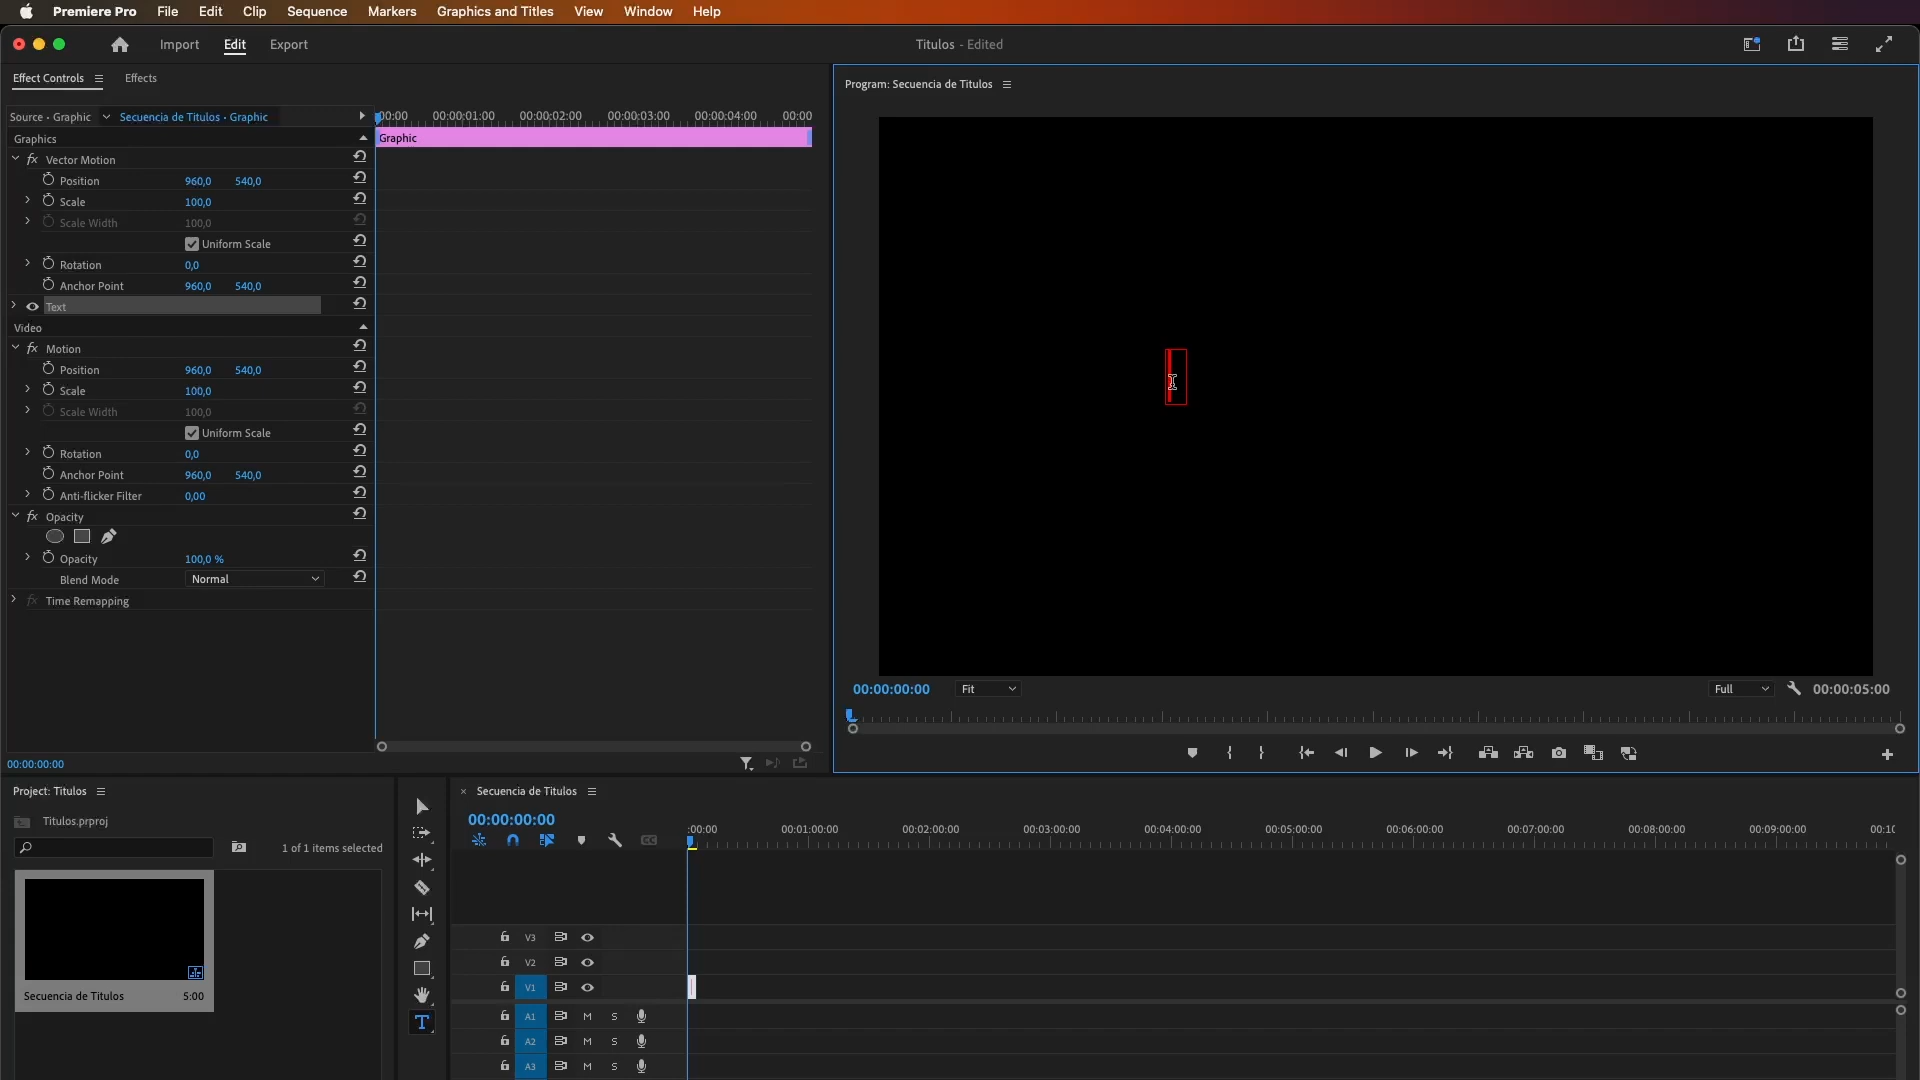 Premiere Pro File Edit Clip Sequence Markers Graphics and Titles View Window Help
Import Edit Export Titulos - Edited
Effect Controls Effects
Program: Secuencia de Titulos
Source • Graphic Secuencia de Titulos • Graphic
:00:00 00:00:01:00 00:00:02:00 00:00:03:00 00:00:04:00 00:00
Graphics
Graphic
fx Vector Motion
Position 960,0 540,0
Scale 100,0
Scale Width 100,0
Uniform Scale
Rotation 0,0
Anchor Point 960,0 540,0
Text
Video
fx Motion
Position 960,0 540,0
Scale 100,0
Scale Width 100,0
Uniform Scale
Rotation 0,0
Anchor Point 960,0 540,0
Anti-flicker Filter 0,00
fx Opacity
Opacity 100,0 %
Blend Mode Normal
fx Time Remapping
00:00:00:00 Fit Full 00:00:05:00
00:00:00:00
Project: Titulos
Titulos.prproj
1 of 1 items selected
Secuencia de Titulos 5:00
× Secuencia de Titulos
00:00:00:00
:00:00 00:01:00:00 00:02:00:00 00:03:00:00 00:04:00:00 00:05:00:00 00:06:00:00 00:07:00:00 00:08:00:00 00:09:00:00 00:10
CC
V3
V2
V1
A1 M S
A2 M S
A3 M S
T